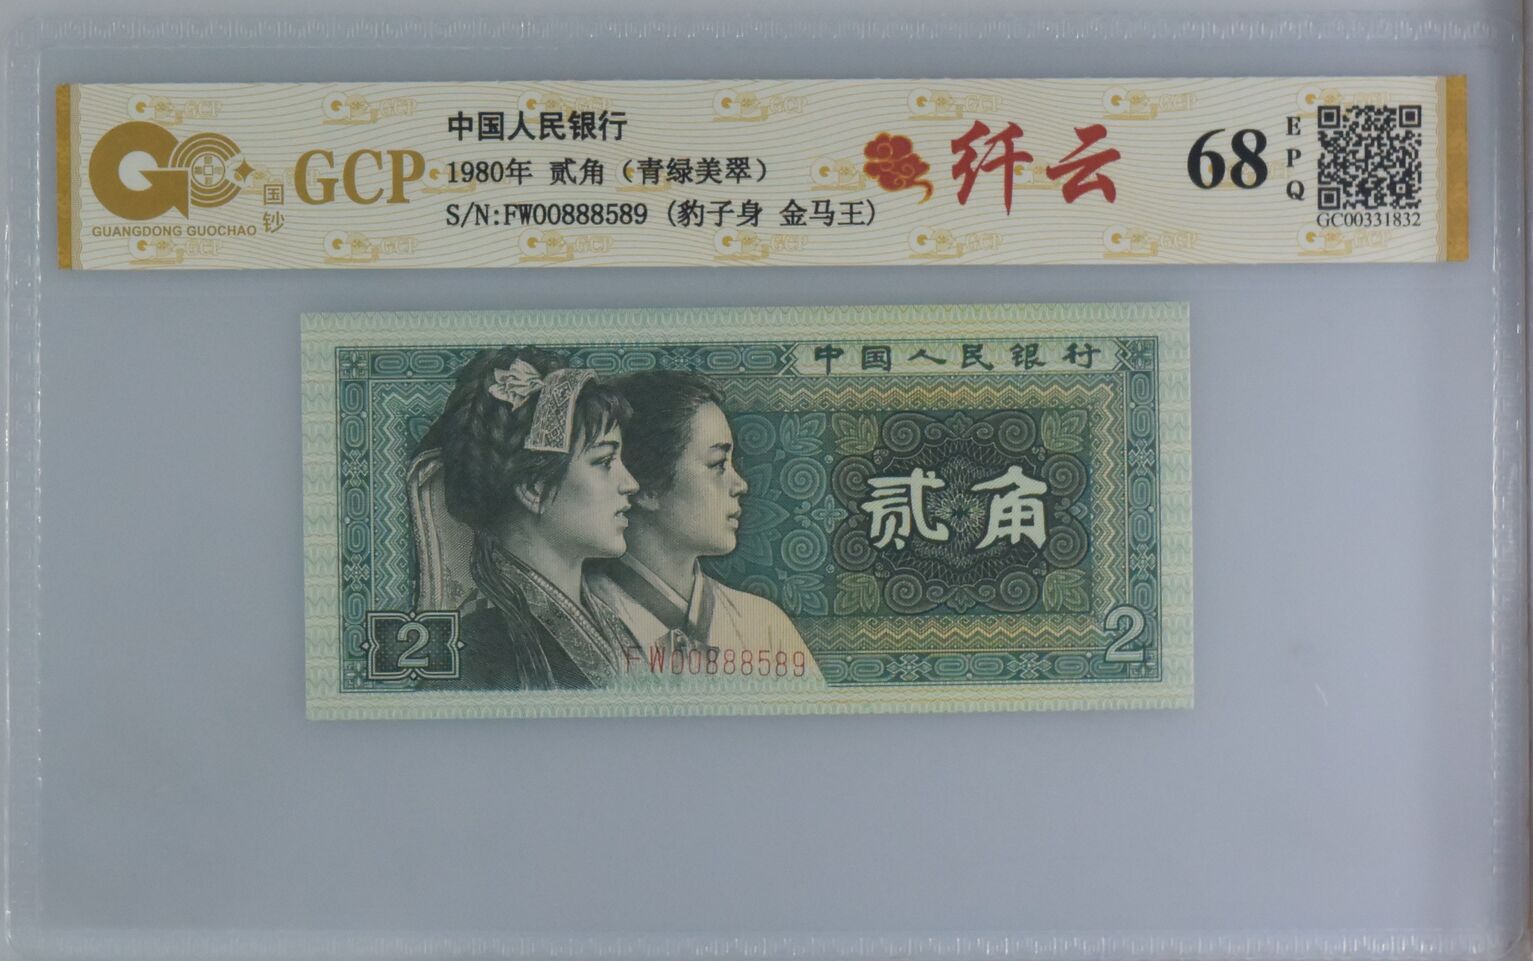 中国人民银行
1980年 贰角（青绿美翠）
S/N:FW00888589 (豹子身 金马王)
GCP
国钞
GUANGDONG GUOCHAO
纤云
68
EPQ
GC00331832
中国人民银行
贰角
2
2
FW00888589